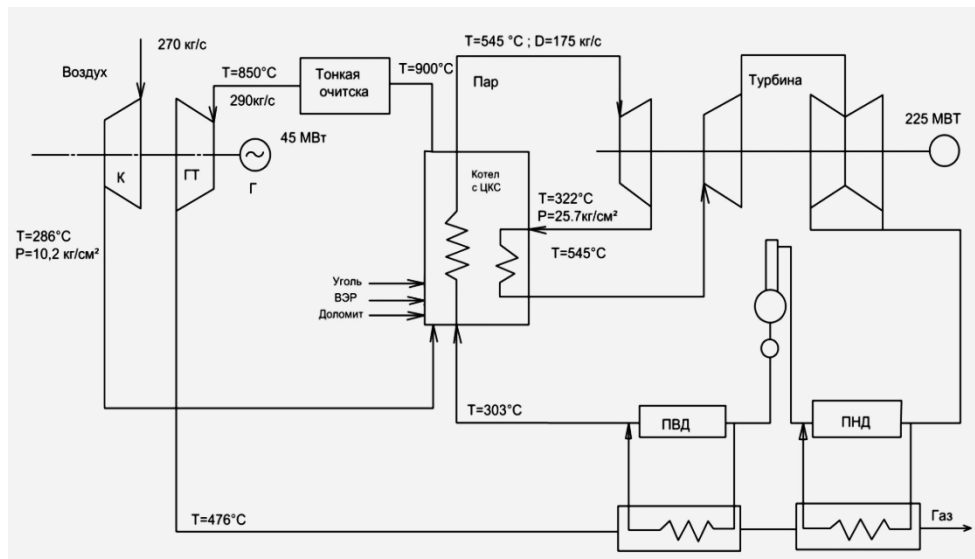 270 кг/с
Воздух
T=850°C
290кг/с
Тонкая
очитска
T=900°C
T=545 °C ; D=175 кг/с
Пар
Турбина
225 МВТ
45 МВт
К
ГТ
Г
Котел
с ЦКС
T=322°C
P=25.7кг/см²
T=545°C
T=286°C
P=10,2 кг/см²
Уголь
ВЭР
Доломит
T=303°C
ПВД
ПНД
T=476°C
Газ